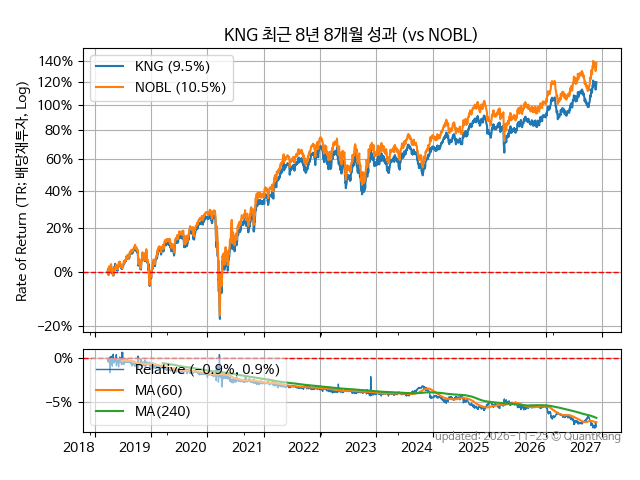 KNG 최근 8년 8개월 성과 (vs NOBL)
Rate of Return (TR: 배당재투자, Log)
140%
120%
100%
80%
60%
40%
20%
0%
−20%
KNG (9.5%)
NOBL (10.5%)
0%
−5%
Relative (−0.9%, 0.9%)
MA(60)
MA(240)
updated: 2026-11-25 © QuantKang
2018 2019 2020 2021 2022 2023 2024 2025 2026 2027